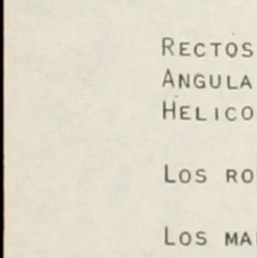 RECTOS
ANGULA
HELICO
LOS RO
LOS MA